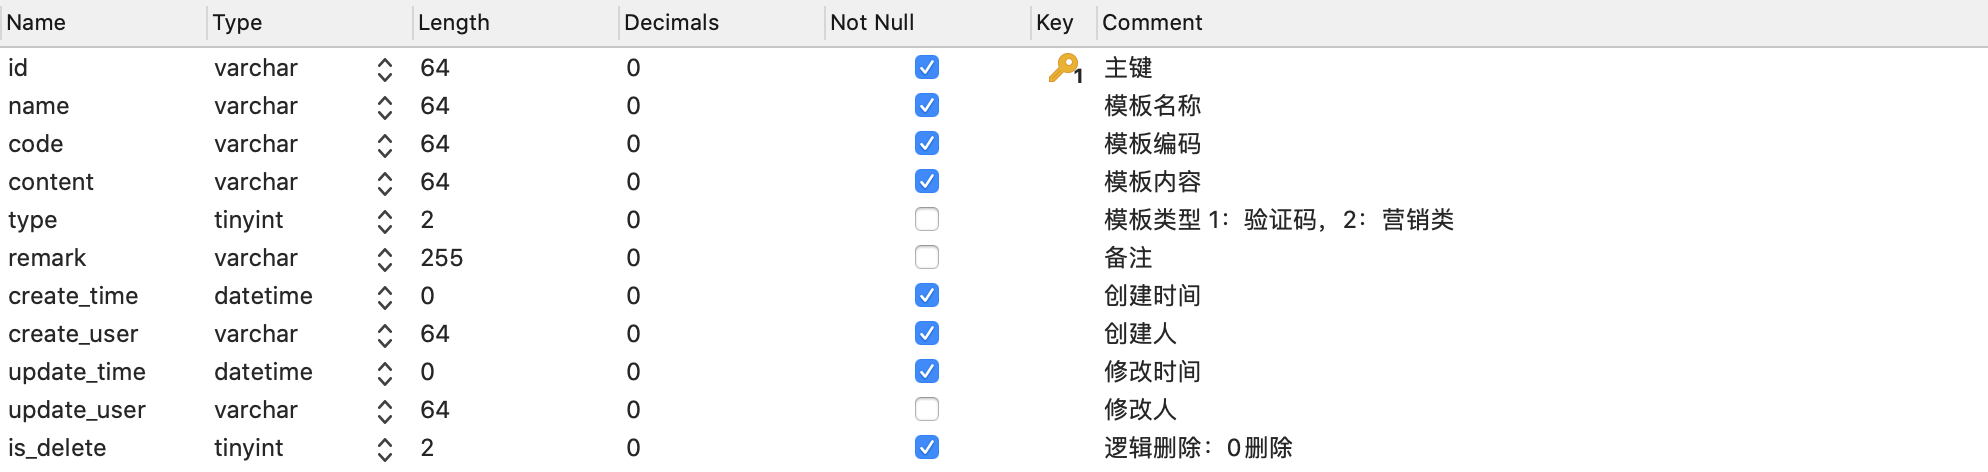 Name Type Length Decimals Not Null Key Comment
id varchar 64 0 1 主键
name varchar 64 0 模板名称
code varchar 64 0 模板编码
content varchar 64 0 模板内容
type tinyint 2 0 模板类型 1：验证码，2：营销类
remark varchar 255 0 备注
create_time datetime 0 0 创建时间
create_user varchar 64 0 创建人
update_time datetime 0 0 修改时间
update_user varchar 64 0 修改人
is_delete tinyint 2 0 逻辑删除：0删除